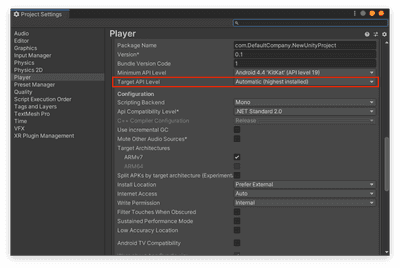 Project Settings
Audio
Editor
Graphics
Input Manager
Physics
Physics 2D
Player
Preset Manager
Quality
Script Execution Order
Tags and Layers
TextMesh Pro
Time
VFX
XR Plugin Management
Player
Package Name com.DefaultCompany.NewUnityProject
Version* 0.1
Bundle Version Code 1
Minimum API Level Android 4.4 'KitKat' (API level 19)
Target API Level Automatic (highest installed)
Configuration
Scripting Backend Mono
Api Compatibility Level* .NET Standard 2.0
C++ Compiler Configuration Release
Use incremental GC
Mute Other Audio Sources*
Target Architectures
ARMv7
ARM64
Split APKs by target architecture (Experiment
Install Location Prefer External
Internet Access Auto
Write Permission Internal
Filter Touches When Obscured
Sustained Performance Mode
Low Accuracy Location
Android TV Compatibility